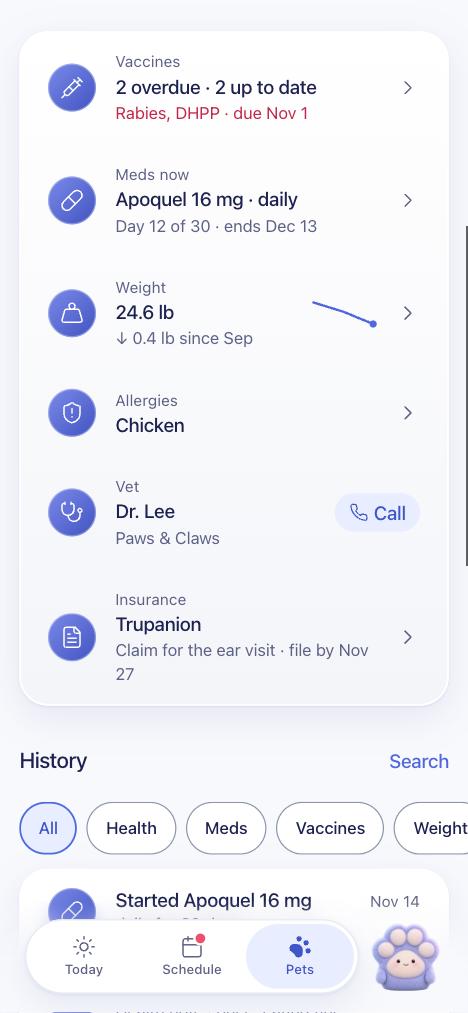 Vaccines
2 overdue · 2 up to date
Rabies, DHPP · due Nov 1
Meds now
Apoquel 16 mg · daily
Day 12 of 30 · ends Dec 13
Weight
24.6 lb
↓ 0.4 lb since Sep
Allergies
Chicken
Vet
Dr. Lee
Call
Paws & Claws
Insurance
Trupanion
Claim for the ear visit · file by Nov
27
History
Search
All
Health
Meds
Vaccines
Weight
Started Apoquel 16 mg
Nov 14
Today
Schedule
Pets